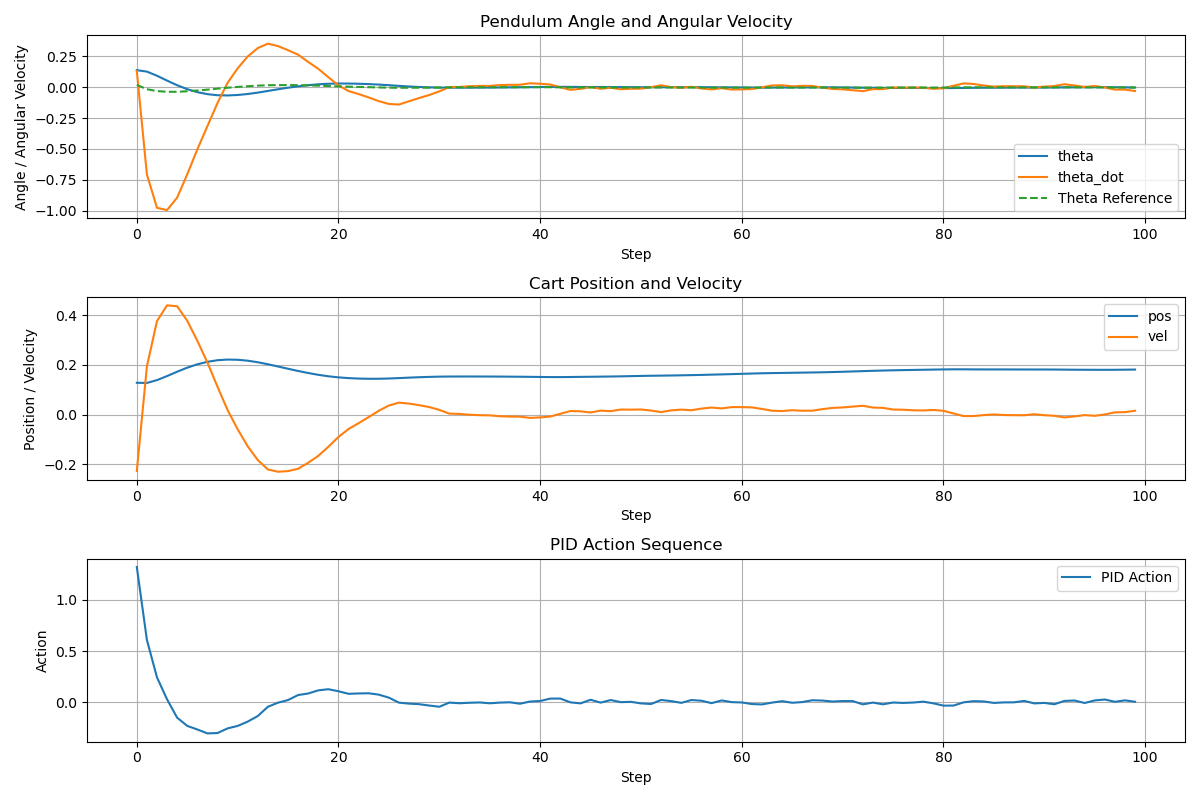 Pendulum Angle and Angular Velocity
Angle / Angular Velocity
0.25
0.00
−0.25
−0.50
−0.75
−1.00
theta
theta_dot
Theta Reference
0 20 40 60 80 100
Step
Cart Position and Velocity
Position / Velocity
0.4
0.2
0.0
−0.2
pos
vel
0 20 40 60 80 100
Step
PID Action Sequence
Action
1.0
0.5
0.0
PID Action
0 20 40 60 80 100
Step